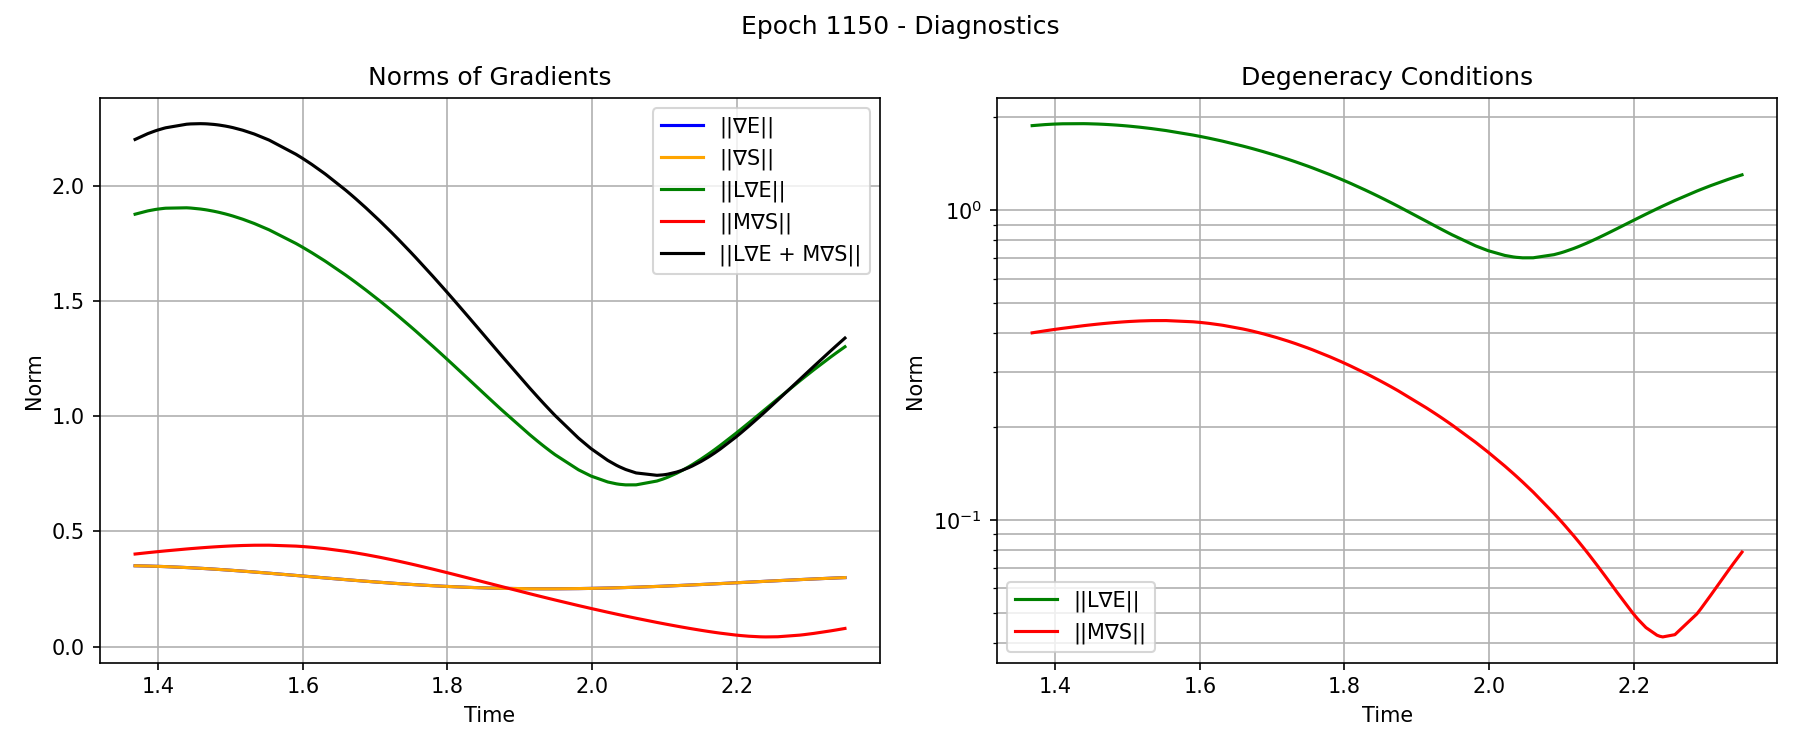 Epoch 1150 - Diagnostics
Norms of Gradients
Norm
2.0
1.5
1.0
0.5
0.0
||∇E||
||∇S||
||L∇E||
||M∇S||
||L∇E + M∇S||
1.4 1.6 1.8 2.0 2.2
Time
Degeneracy Conditions
Norm
10⁰
10⁻¹
||L∇E||
||M∇S||
1.4 1.6 1.8 2.0 2.2
Time